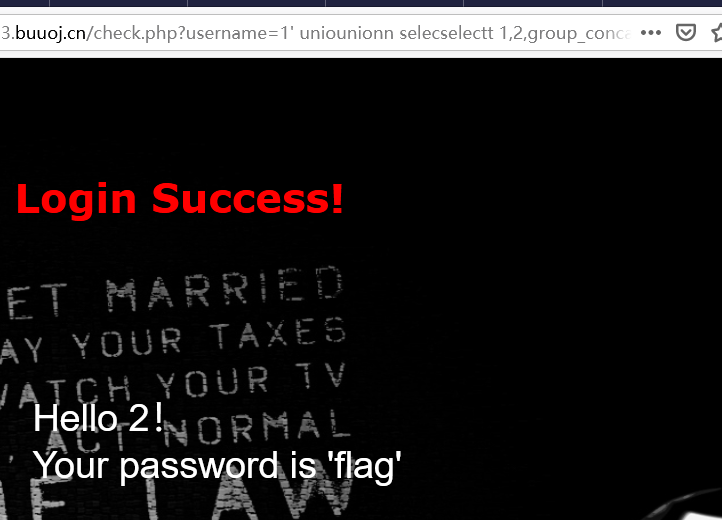 3.buuoj.cn/check.php?username=1' uniounionn selecselectt 1,2,group_conca
Login Success!
ET MARRIED
AY YOUR TAXES
WATCH YOUR TV
Hello 2!
ACT NORMAL
Your password is 'flag'
HE LAW